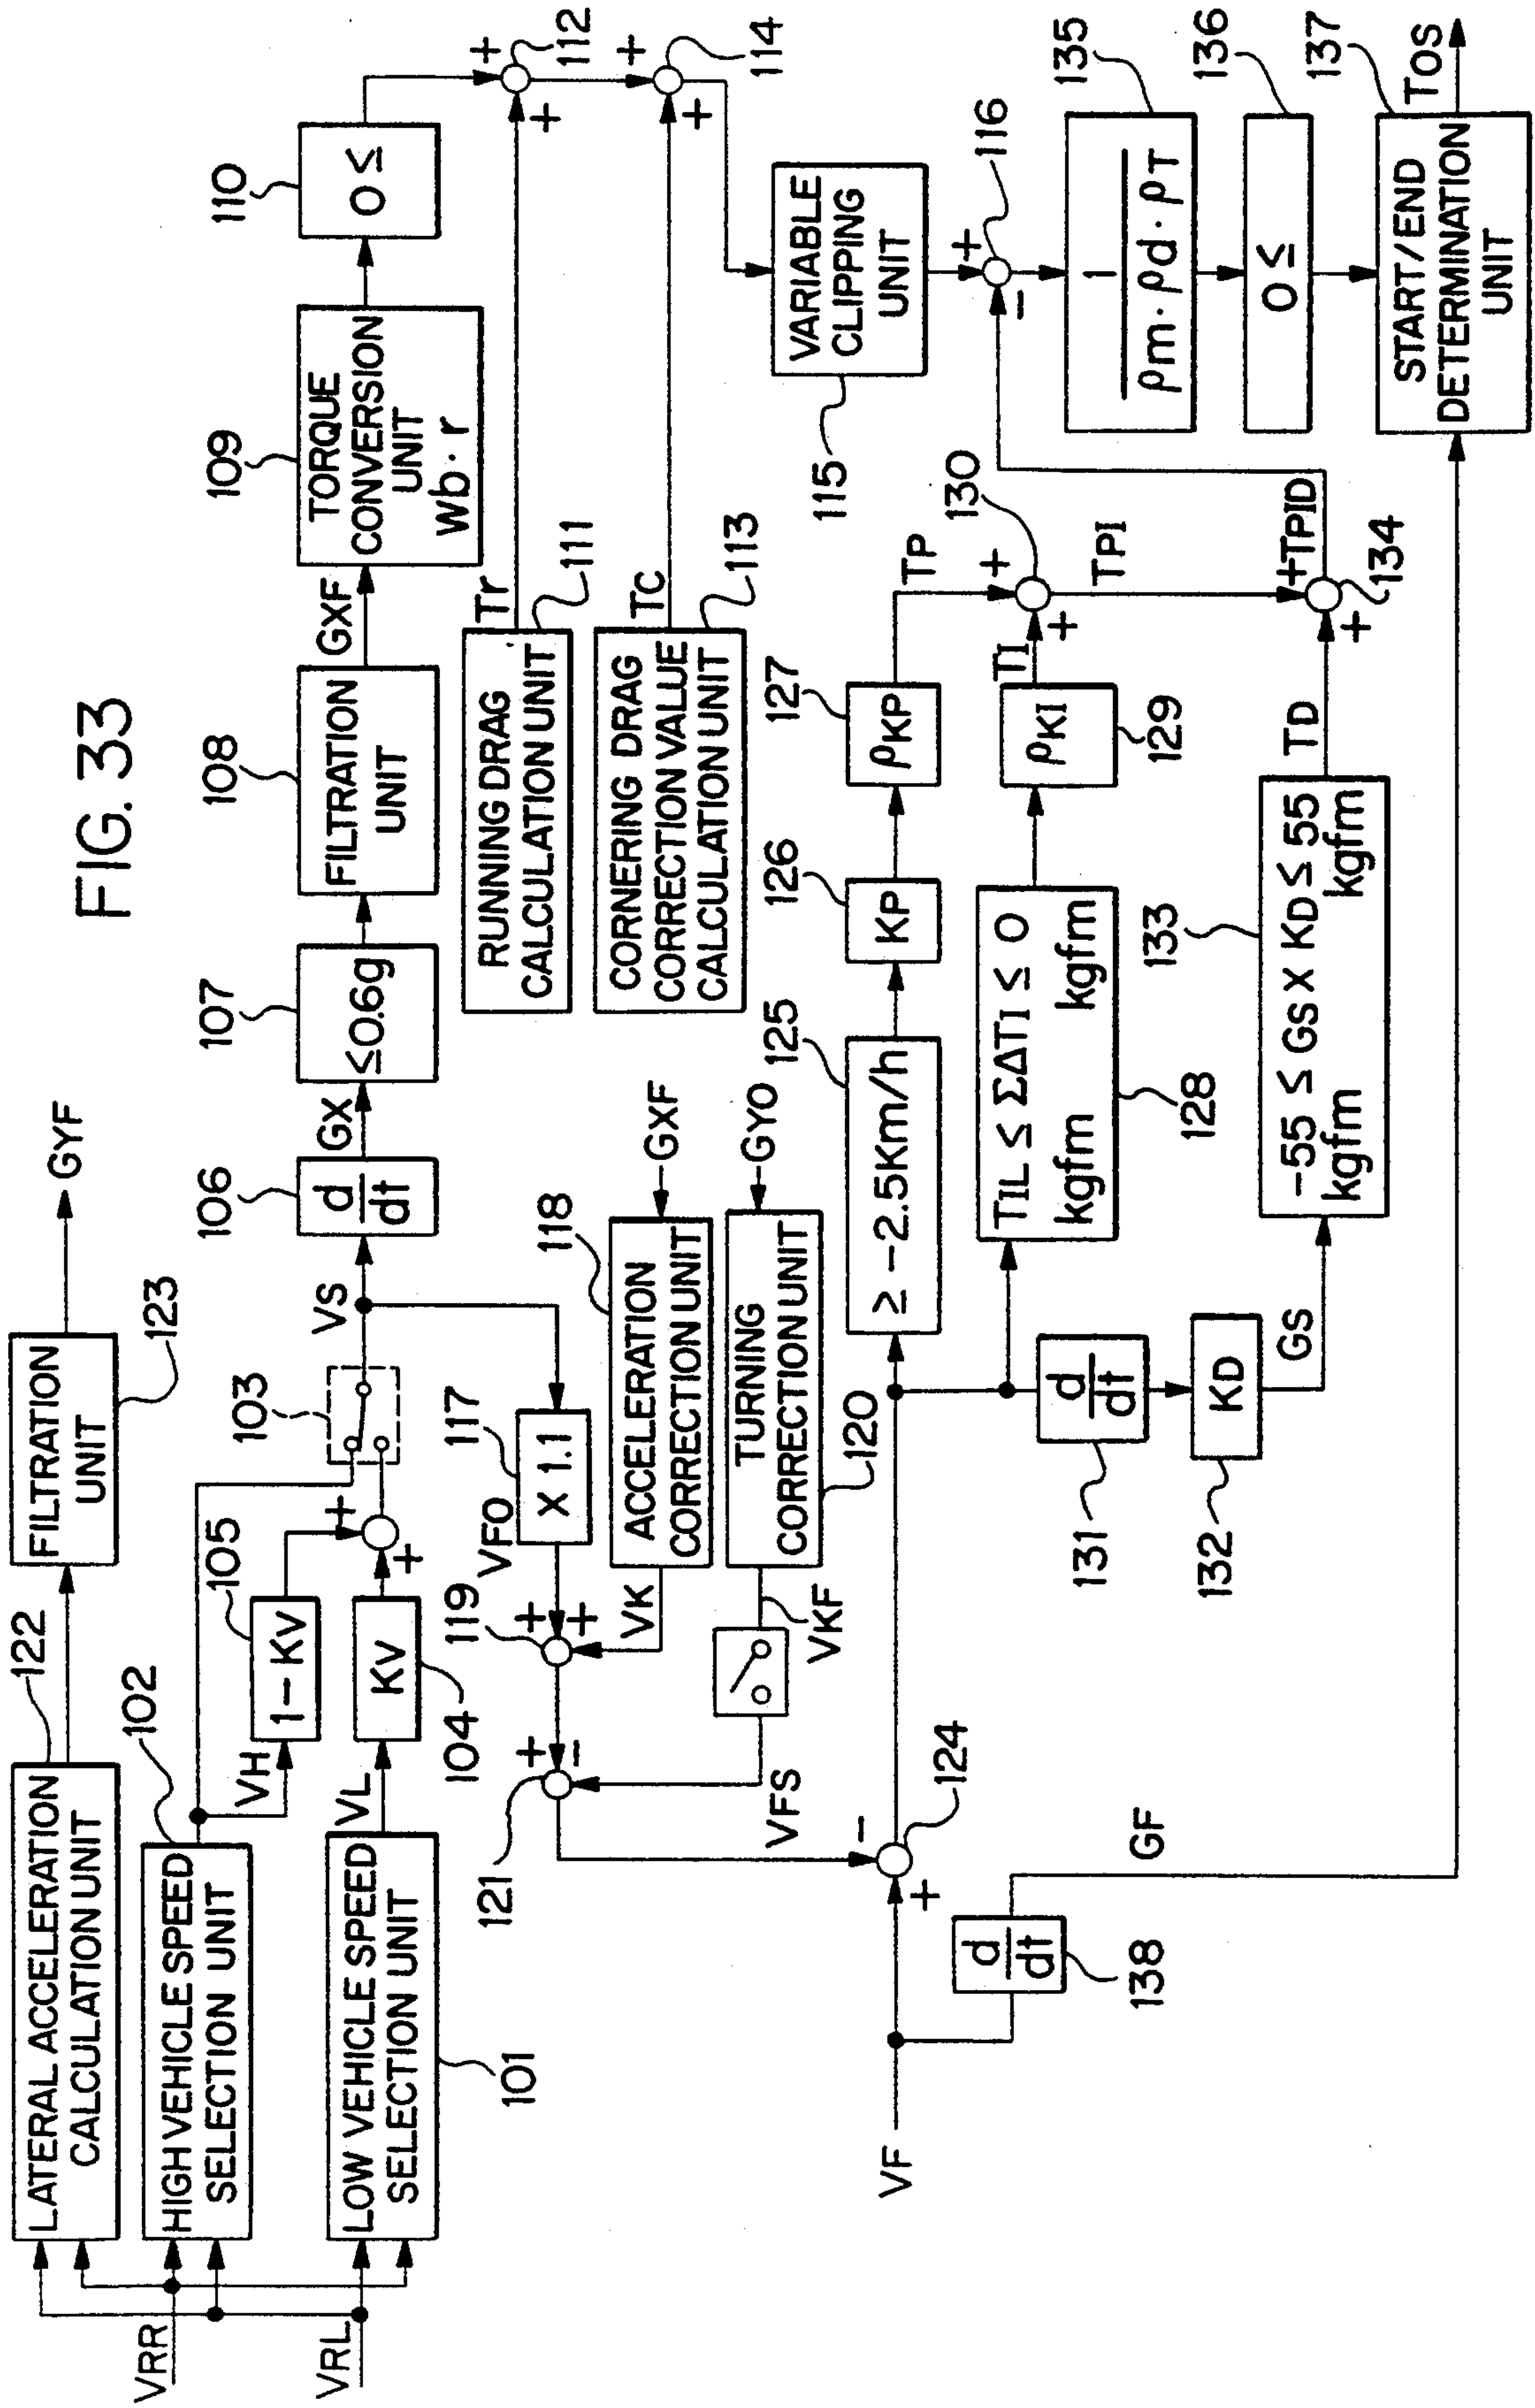 FIG. 33
VRR
VRL
LATERAL ACCELERATION
CALCULATION UNIT
122
FILTRATION
UNIT
123
GYF
HIGH VEHICLE SPEED
SELECTION UNIT
102
LOW VEHICLE SPEED
SELECTION UNIT
101
VH
VL
1-KV
105
KV
104
+
+
103
VS
d
dt
106
GX
≤0.6g
107
FILTRATION
UNIT
108
GXF
TORQUE
CONVERSION
UNIT
Wb·r
109
0≤
110
+
+
112
RUNNING DRAG
CALCULATION UNIT
111
Tr
CORNERING DRAG
CORRECTION VALUE
CALCULATION UNIT
113
TC
+
+
114
VARIABLE
CLIPPING
UNIT
115
×1.1
117
VFO
+
+
119
ACCELERATION
CORRECTION UNIT
118
GXF
VK
TURNING
CORRECTION UNIT
120
GYO
VKF
+
-
121
VFS
VF
+
-
124
≥-2.5Km/h
125
KP
126
ρKP
127
TP
TIL ≤ ΣΔTI ≤ 0
kgfm kgfm
128
ρKI
129
TI
+
+
130
TPI
d
dt
131
KD
132
GS
-55 ≤ GS × KD ≤ 55
kgfm kgfm
133
TD
+
+
134
TPID
+
-
116
1
ρm·ρd·ρT
135
0≤
136
START/END
DETERMINATION
UNIT
137
TOS
d
dt
138
GF